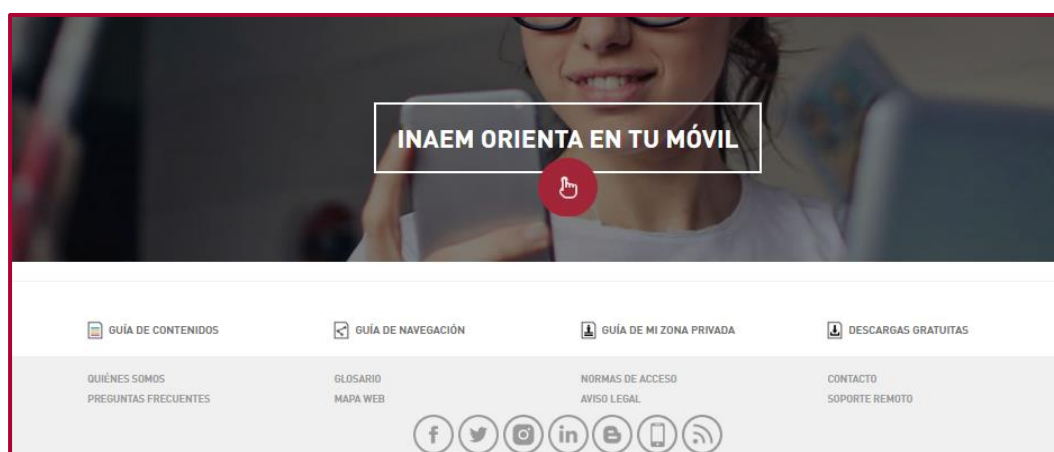 INAEM ORIENTA EN TU MÓVIL
GUÍA DE CONTENIDOS
GUÍA DE NAVEGACIÓN
GUÍA DE MI ZONA PRIVADA
DESCARGAS GRATUITAS
QUIÉNES SOMOS
GLOSARIO
NORMAS DE ACCESO
CONTACTO
PREGUNTAS FRECUENTES
MAPA WEB
AVISO LEGAL
SOPORTE REMOTO